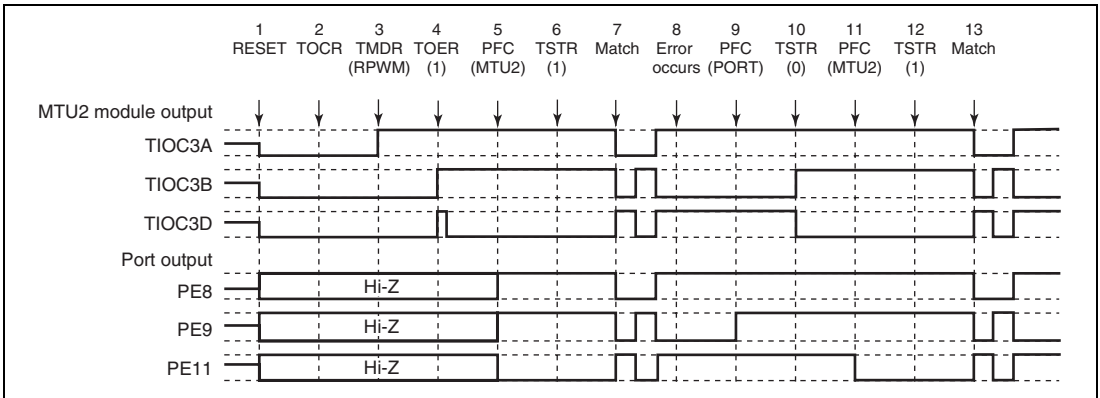 1 2 3 4 5 6 7 8 9 10 11 12 13
RESET TOCR TMDR TOER PFC TSTR Match Error PFC TSTR PFC TSTR Match
(RPWM) (1) (MTU2) (1) occurs (PORT) (0) (MTU2) (1)
MTU2 module output
TIOC3A
TIOC3B
TIOC3D
Port output
PE8 Hi-Z
PE9 Hi-Z
PE11 Hi-Z